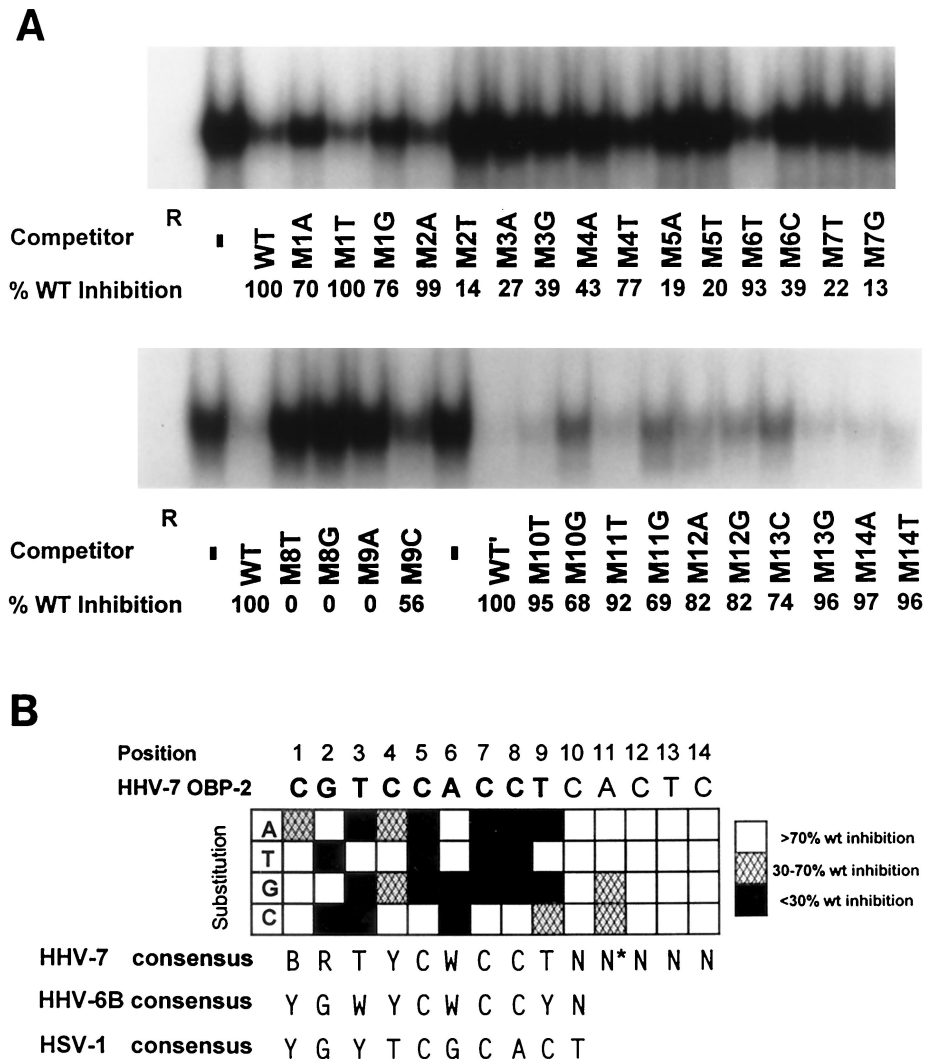 A
R
Competitor - WT M1A M1T M1G M2A M2T M3A M3G M4A M4T M5A M5T M6T M6C M7T M7G
% WT Inhibition 100 70 100 76 99 14 27 39 43 77 19 20 93 39 22 13
R
Competitor - WT M8T M8G M9A M9C - WT' M10T M10G M11T M11G M12A M12G M13C M13G M14A M14T
% WT Inhibition 100 0 0 0 56 100 95 68 92 69 82 82 74 96 97 96
B
Position 1 2 3 4 5 6 7 8 9 10 11 12 13 14
HHV-7 OBP-2 C G T C C A C C T C A C T C
Substitution
A
T
G
C
>70% wt inhibition
30-70% wt inhibition
<30% wt inhibition
HHV-7 consensus B R T Y C W C C T N N* N N N
HHV-6B consensus Y G W Y C W C C Y N
HSV-1 consensus Y G Y T C G C A C T